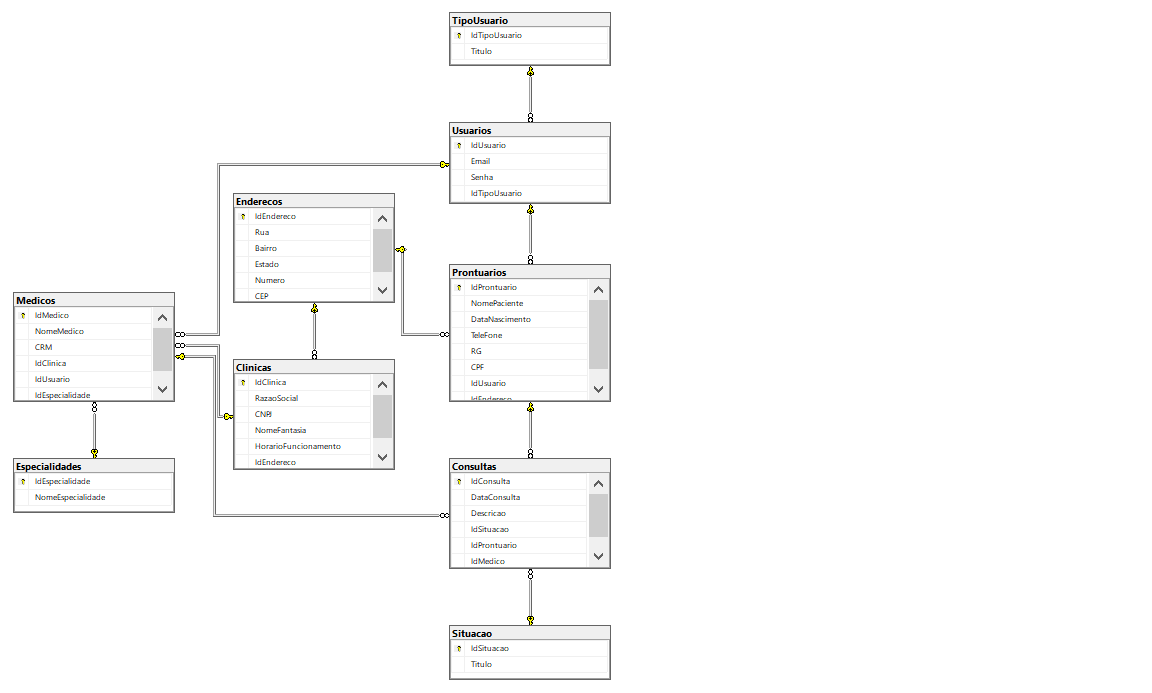 TipoUsuario
IdTipoUsuario
Titulo
Usuarios
IdUsuario
Email
Senha
IdTipoUsuario
Enderecos
IdEndereco
Rua
Bairro
Estado
Numero
CEP
Prontuarios
IdProntuario
NomePaciente
DataNascimento
TeleFone
RG
CPF
IdUsuario
IdEndereco
Medicos
IdMedico
NomeMedico
CRM
IdClinica
IdUsuario
IdEspecialidade
Clinicas
IdClinica
RazaoSocial
CNPJ
NomeFantasia
HorarioFuncionamento
IdEndereco
Especialidades
IdEspecialidade
NomeEspecialidade
Consultas
IdConsulta
DataConsulta
Descricao
IdSituacao
IdProntuario
IdMedico
Situacao
IdSituacao
Titulo